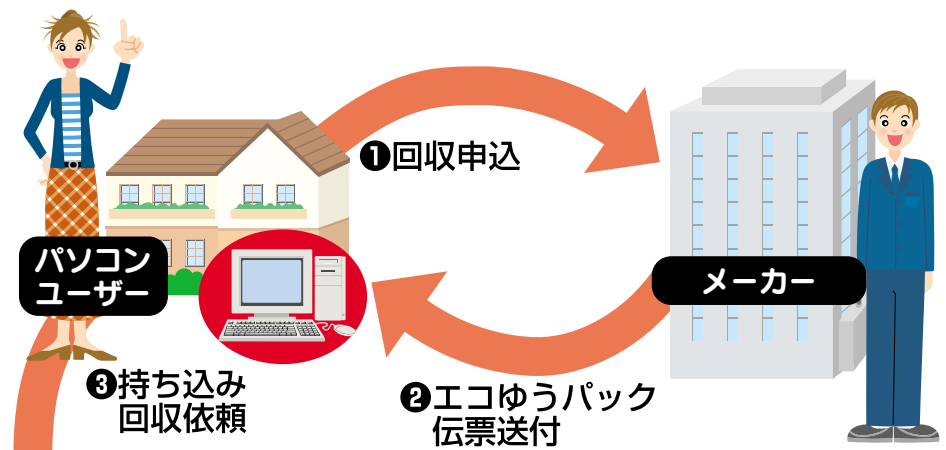 ❶回収申込
パソコン
ユーザー
メーカー
❷エコゆうパック
伝票送付
❸持ち込み
回収依頼